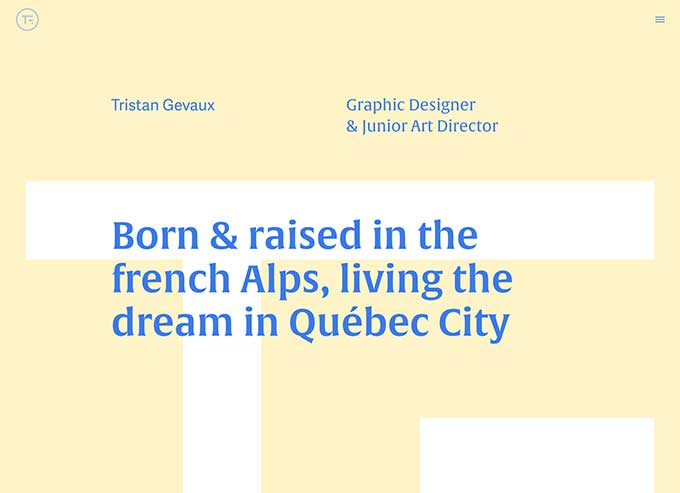 Tristan Gevaux
Graphic Designer
& Junior Art Director
Born & raised in the
french Alps, living the
dream in Québec City